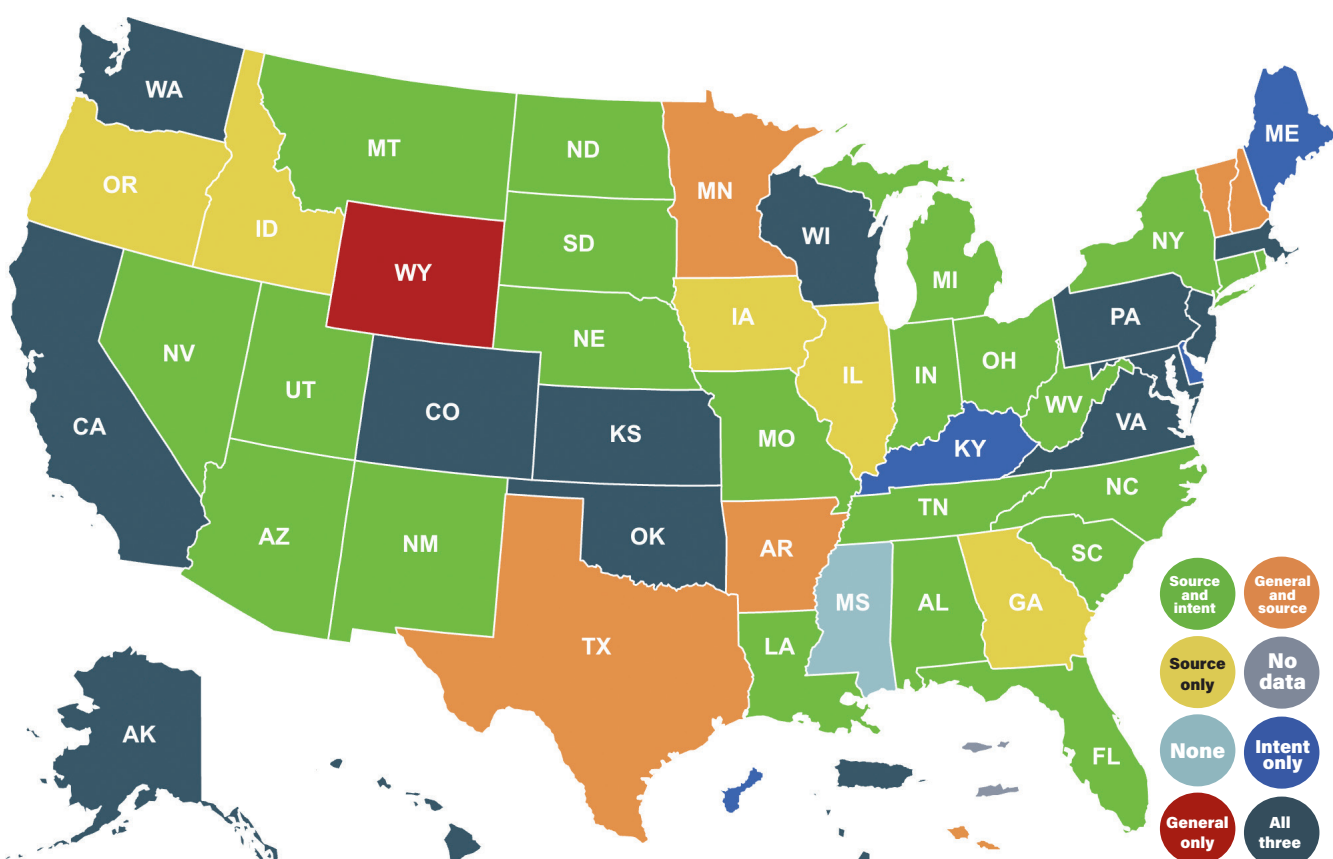 WA
MT
ND
ME
OR
MN
ID
SD
WI
NY
WY
MI
IA
PA
NE
NV
OH
IL
IN
UT
WV
CO
CA
VA
KS
MO
KY
NC
TN
AZ
NM
OK
AR
SC
MS
AL
GA
TX
LA
AK
FL
Source
and
intent
General
and
source
Source
only
No
data
None
Intent
only
General
only
All
three